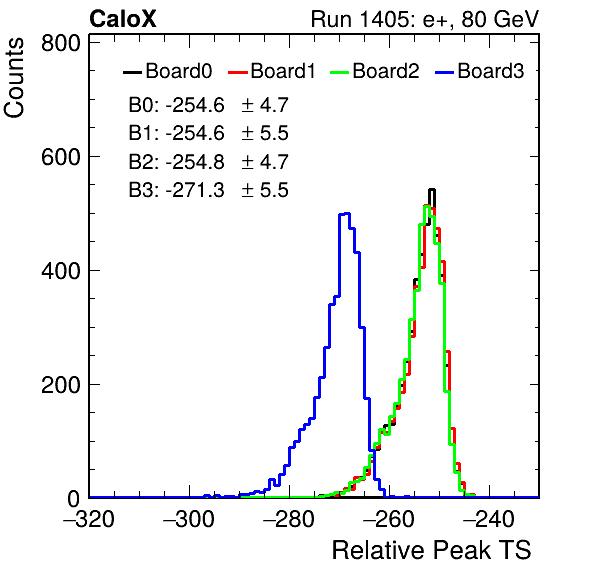 CaloX Run 1405: e+, 80 GeV
Counts
800
600
400
200
0
Board0 Board1 Board2 Board3
B0: -254.6 ± 4.7
B1: -254.6 ± 5.5
B2: -254.8 ± 4.7
B3: -271.3 ± 5.5
−320 −300 −280 −260 −240
Relative Peak TS